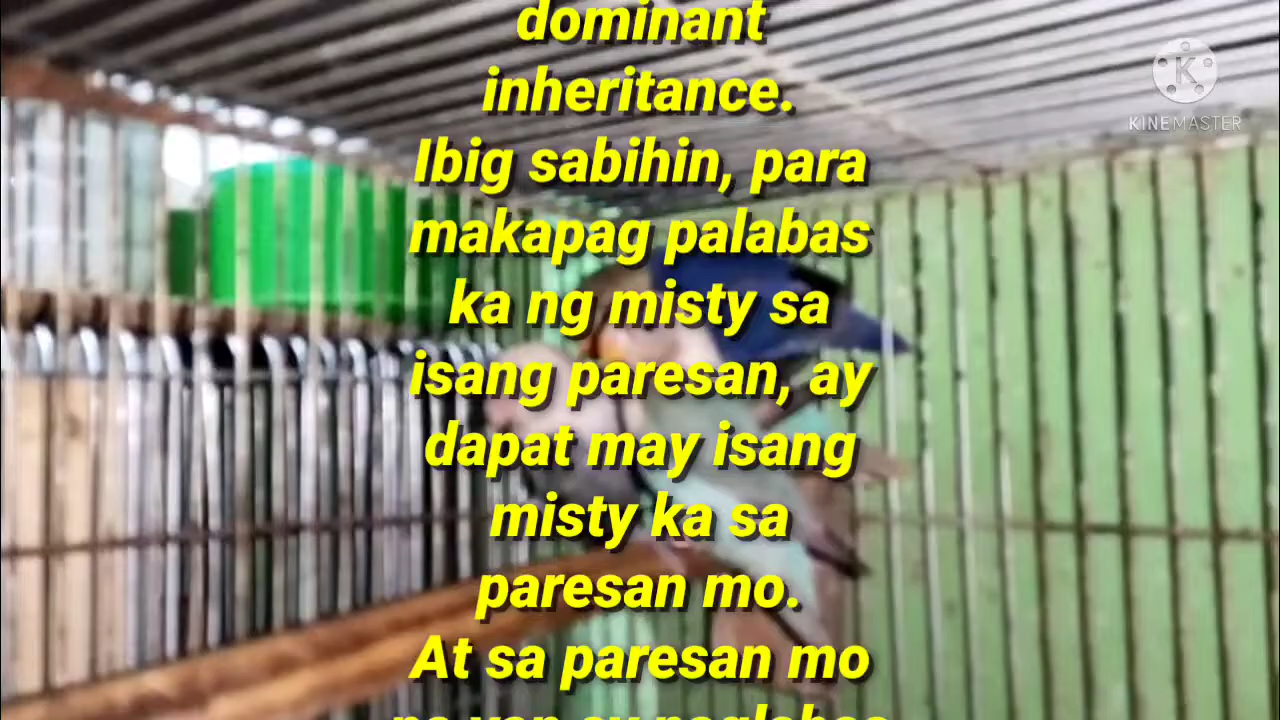 dominant
inheritance.
Ibig sabihin, para
makapag palabas
ka ng misty sa
isang paresan, ay
dapat may isang
misty ka sa
paresan mo.
At sa paresan mo
KINEMASTER